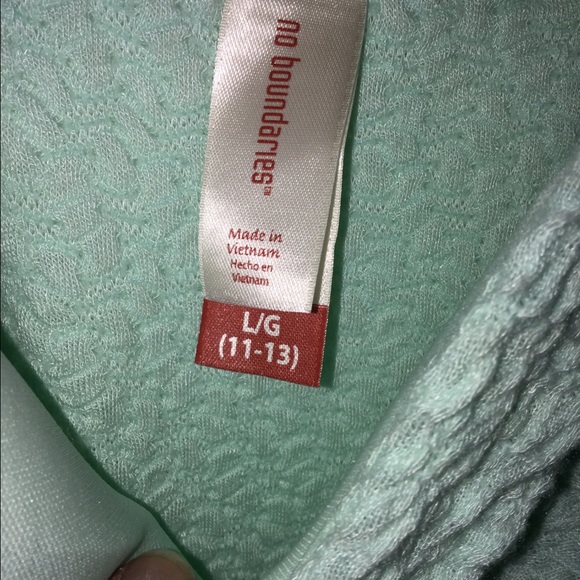 no boundaries™
Made in
Vietnam
Hecho en
Vietnam
L/G
(11-13)